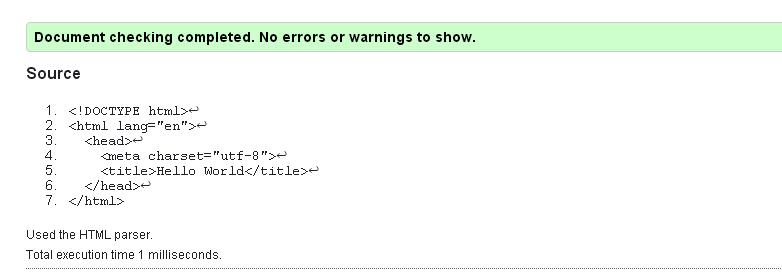 Document checking completed. No errors or warnings to show.
Source
1. <!DOCTYPE html>↩
2. <html lang="en">↩
3.   <head>↩
4.     <meta charset="utf-8">↩
5.     <title>Hello World</title>↩
6.   </head>↩
7. </html>
Used the HTML parser.
Total execution time 1 milliseconds.